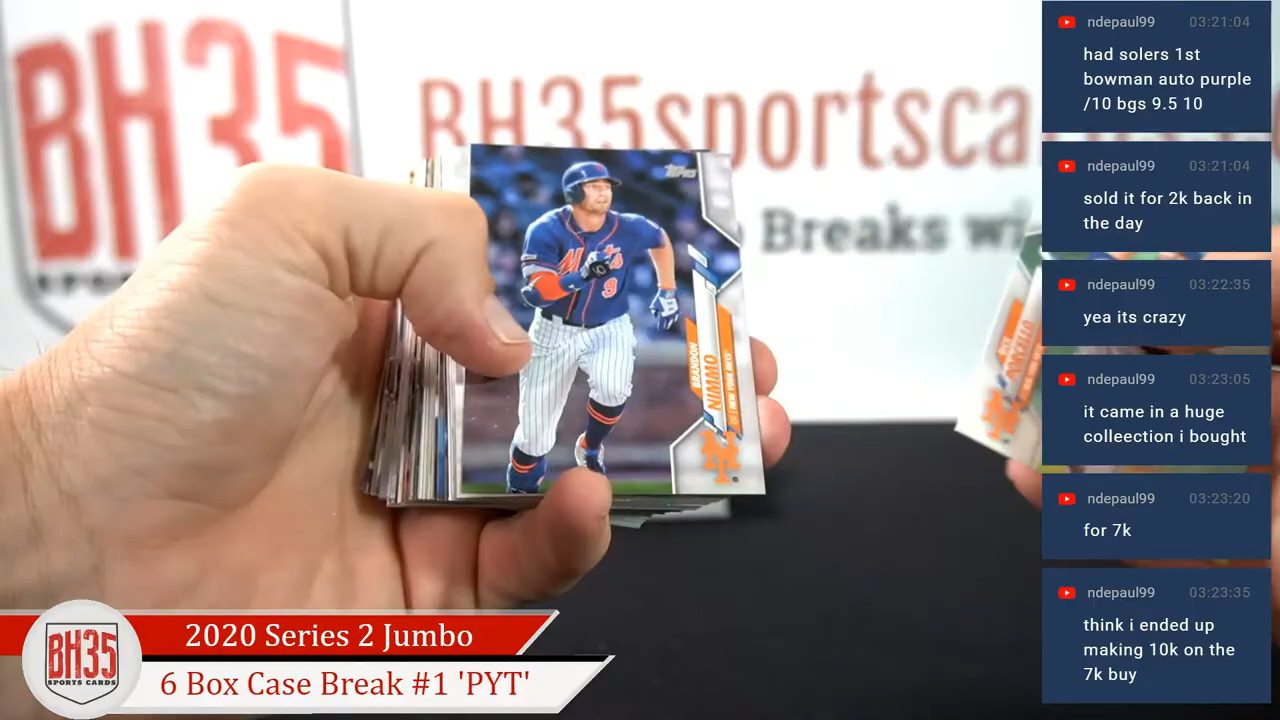 BH35
SPORTS
BH35sportsca
Breaks wi
topps
Mets
9
BRANDON
NIMMO
NEW YORK METS
PORCELLO
2020 Series 2 Jumbo
6 Box Case Break #1 'PYT'
BH35
SPORTS CARDS
ndepaul99 03:21:04
had solers 1st
bowman auto purple
/10 bgs 9.5 10
ndepaul99 03:21:04
sold it for 2k back in
the day
ndepaul99 03:22:35
yea its crazy
ndepaul99 03:23:05
it came in a huge
colleection i bought
ndepaul99 03:23:20
for 7k
ndepaul99 03:23:35
think i ended up
making 10k on the
7k buy